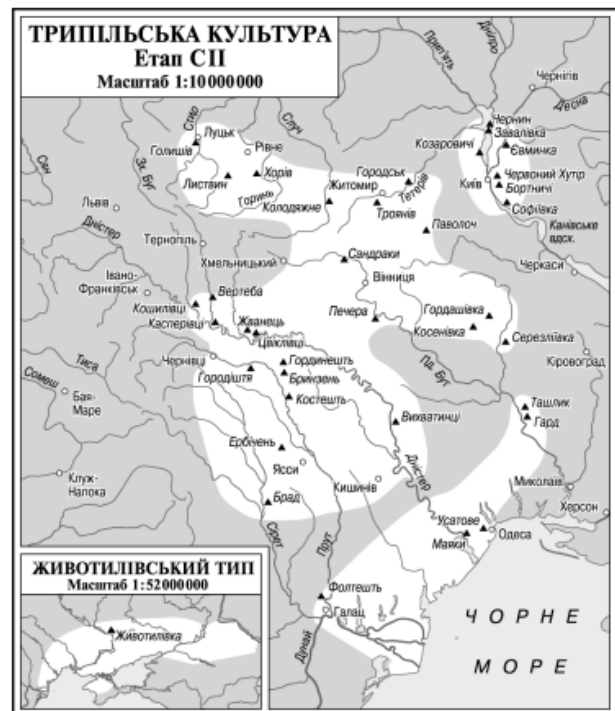 ТРИПІЛЬСЬКА КУЛЬТУРА
Етап СІІ
Масштаб 1:10000000
Прип'ять
Дніпро
Чернігів
Десна
Чернин
Завалівка
Козаровичі
Євминка
Червоний Хутір
Київ
Бортничі
Софіївка
Канівське
вдсх.
Черкаси
Стир
Луцьк
Голишів
Рівне
Случ
Листвин
Хорів
Горинь
Колодяжне
Житомир
Городськ
Тетерів
Троянів
Паволоч
Сян
Зх. Буг
Львів
Дністер
Тернопіль
Хмельницький
Сандраки
Вінниця
Івано-
Франківськ
Вертеба
Кошилівці
Касперівці
Жванець
Цвіклівці
Печера
Гордашівка
Косенівка
Серезліївка
Кіровоград
Чернівці
Городіштя
Гординешть
Бринзень
Костешть
Пд. Буг
Тиса
Сомеш
Бая-
Маре
Вихватинці
Ташлик
Гард
Ербічень
Ясси
Дністер
Клуж-
Напока
Брад
Кишинів
Миколаїв
Херсон
Сірет
Прут
Усатове
Маяки
Одеса
Фолтешть
Галац
Дунай
ЧОРНЕ
МОРЕ
ЖИВОТИЛІВСЬКИЙ ТИП
Масштаб 1:52000000
Животилівка